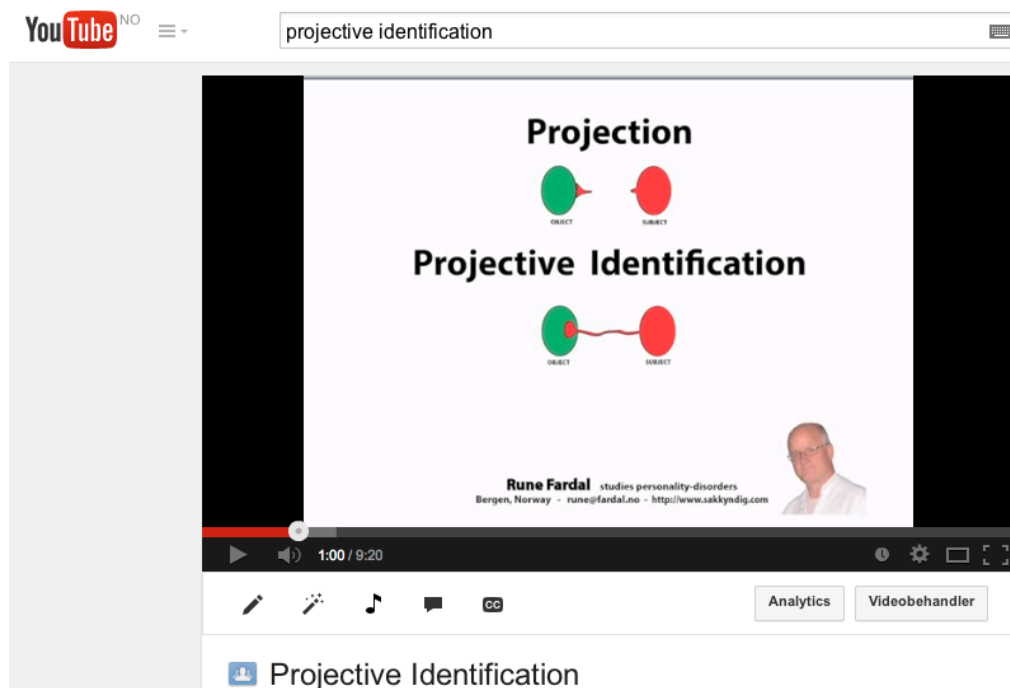 YouTube NO
projective identification
Projection
OBJECT SUBJECT
Projective Identification
OBJECT SUBJECT
Rune Fardal studies personality-disorders
Bergen, Norway - rune@fardal.no - http://www.sakkyndig.com
1:00 / 9:20
CC
Analytics Videobehandler
Projective Identification